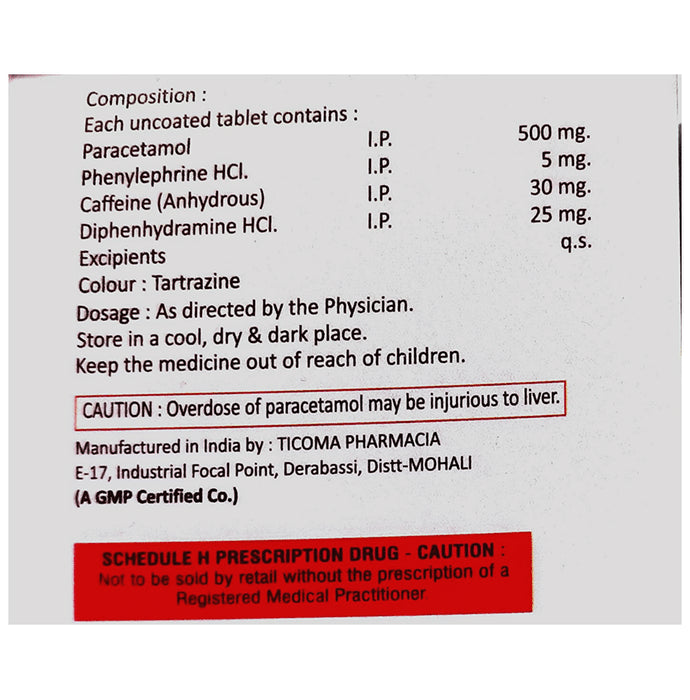 Composition :
Each uncoated tablet contains :
Paracetamol I.P. 500 mg.
Phenylephrine HCl. I.P. 5 mg.
Caffeine (Anhydrous) I.P. 30 mg.
Diphenhydramine HCl. I.P. 25 mg.
Excipients q.s.
Colour : Tartrazine
Dosage : As directed by the Physician.
Store in a cool, dry & dark place.
Keep the medicine out of reach of children.
CAUTION : Overdose of paracetamol may be injurious to liver.
Manufactured in India by : TICOMA PHARMACIA
E-17, Industrial Focal Point, Derabassi, Distt-MOHALI
(A GMP Certified Co.)
SCHEDULE H PRESCRIPTION DRUG - CAUTION :
Not to be sold by retail without the prescription of a
Registered Medical Practitioner.